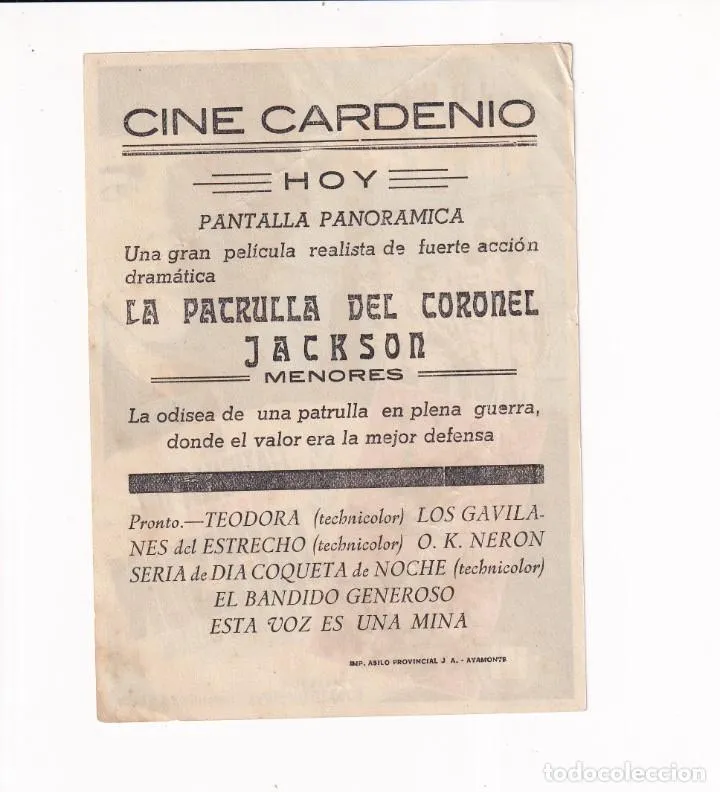 CINE CARDENIO
HOY
PANTALLA PANORAMICA
Una gran película realista de fuerte acción
dramática
LA PATRULLA DEL CORONEL
JACKSON
MENORES
La odisea de una patrulla en plena guerra,
donde el valor era la mejor defensa
Pronto.—TEODORA (technicolor) LOS GAVILA-
NES del ESTRECHO (technicolor) O. K. NERON
SERIA de DIA COQUETA de NOCHE (technicolor)
EL BANDIDO GENEROSO
ESTA VOZ ES UNA MINA
IMP. ASILO PROVINCIAL J A. - AYAMONTE
todocoleccion